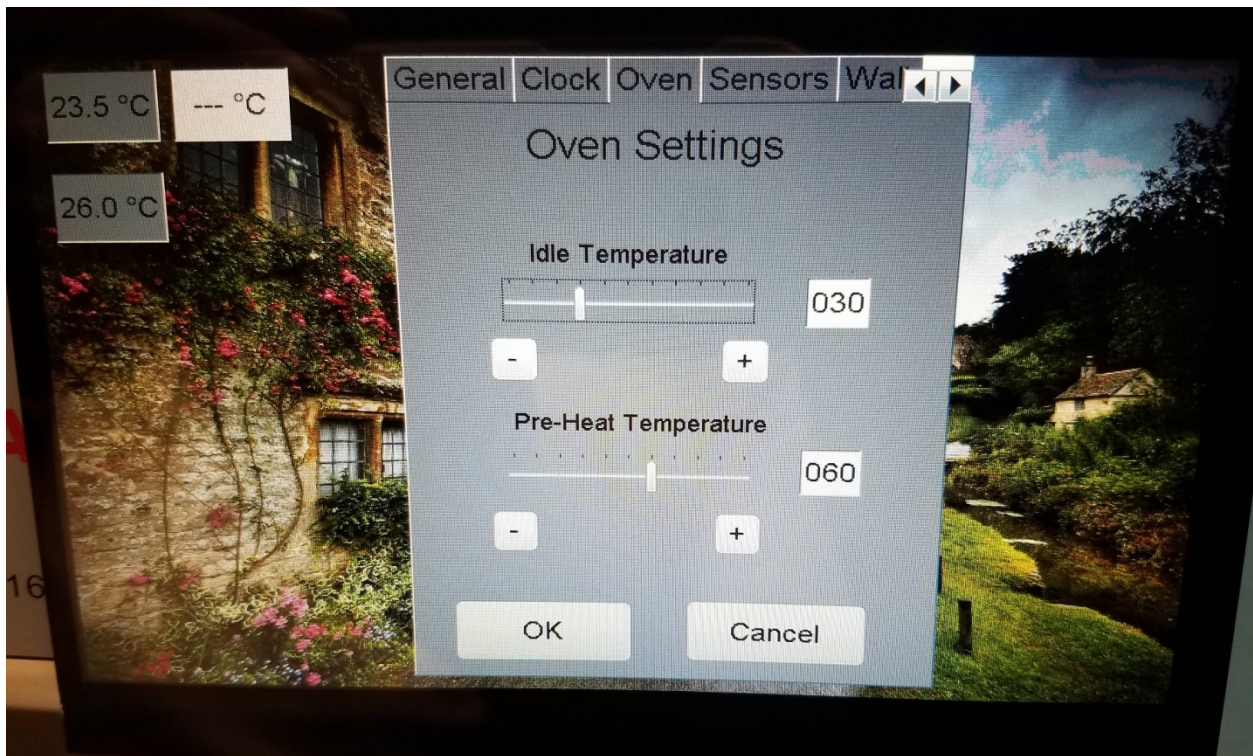 General Clock Oven Sensors
23.5 °C
--- °C
Oven Settings
26.0 °C
Idle Temperature
030
- +
Pre-Heat Temperature
060
- +
OK Cancel
16